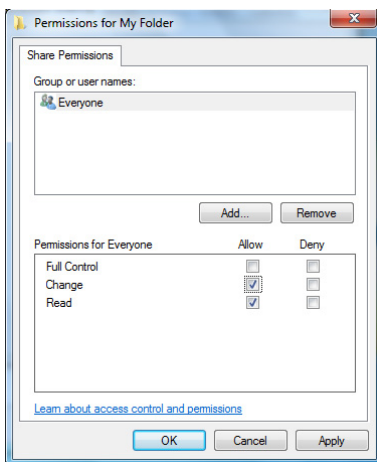 Permissions for My Folder
Share Permissions
Group or user names:
Everyone
Add... Remove
Permissions for Everyone Allow Deny
Full Control
Change
Read
Learn about access control and permissions
OK Cancel Apply